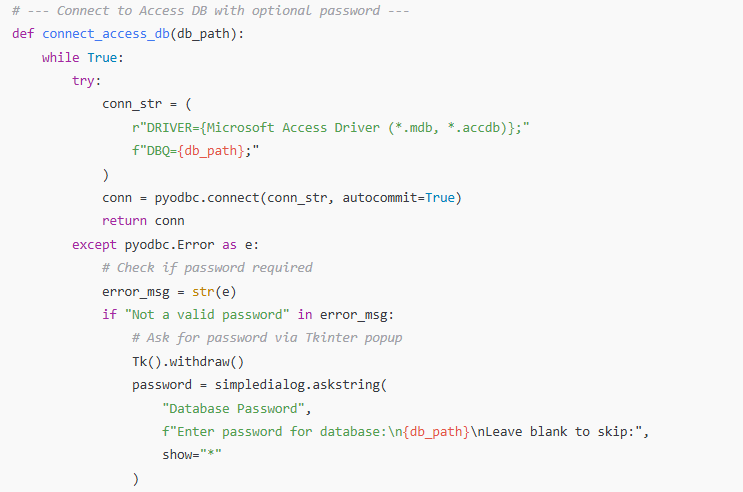 # --- Connect to Access DB with optional password ---
def connect_access_db(db_path):
    while True:
        try:
            conn_str = (
                r"DRIVER={Microsoft Access Driver (*.mdb, *.accdb)};"
                f"DBQ={db_path};"
            )
            conn = pyodbc.connect(conn_str, autocommit=True)
            return conn
        except pyodbc.Error as e:
            # Check if password required
            error_msg = str(e)
            if "Not a valid password" in error_msg:
                # Ask for password via Tkinter popup
                Tk().withdraw()
                password = simpledialog.askstring(
                    "Database Password",
                    f"Enter password for database:\n{db_path}\nLeave blank to skip:",
                    show="*"
                )